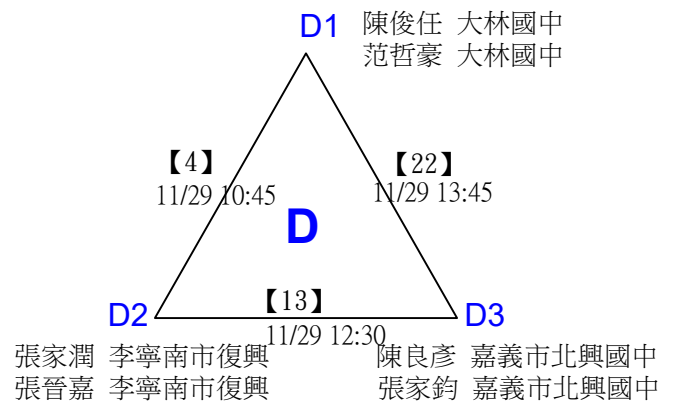 D1 陳俊任 大林國中
范哲豪 大林國中
【4】 【22】
11/29 10:45 11/29 13:45
D
D2 【13】 D3
11/29 12:30
張家潤 李寧南市復興 陳良彥 嘉義市北興國中
張晉嘉 李寧南市復興 張家鈞 嘉義市北興國中